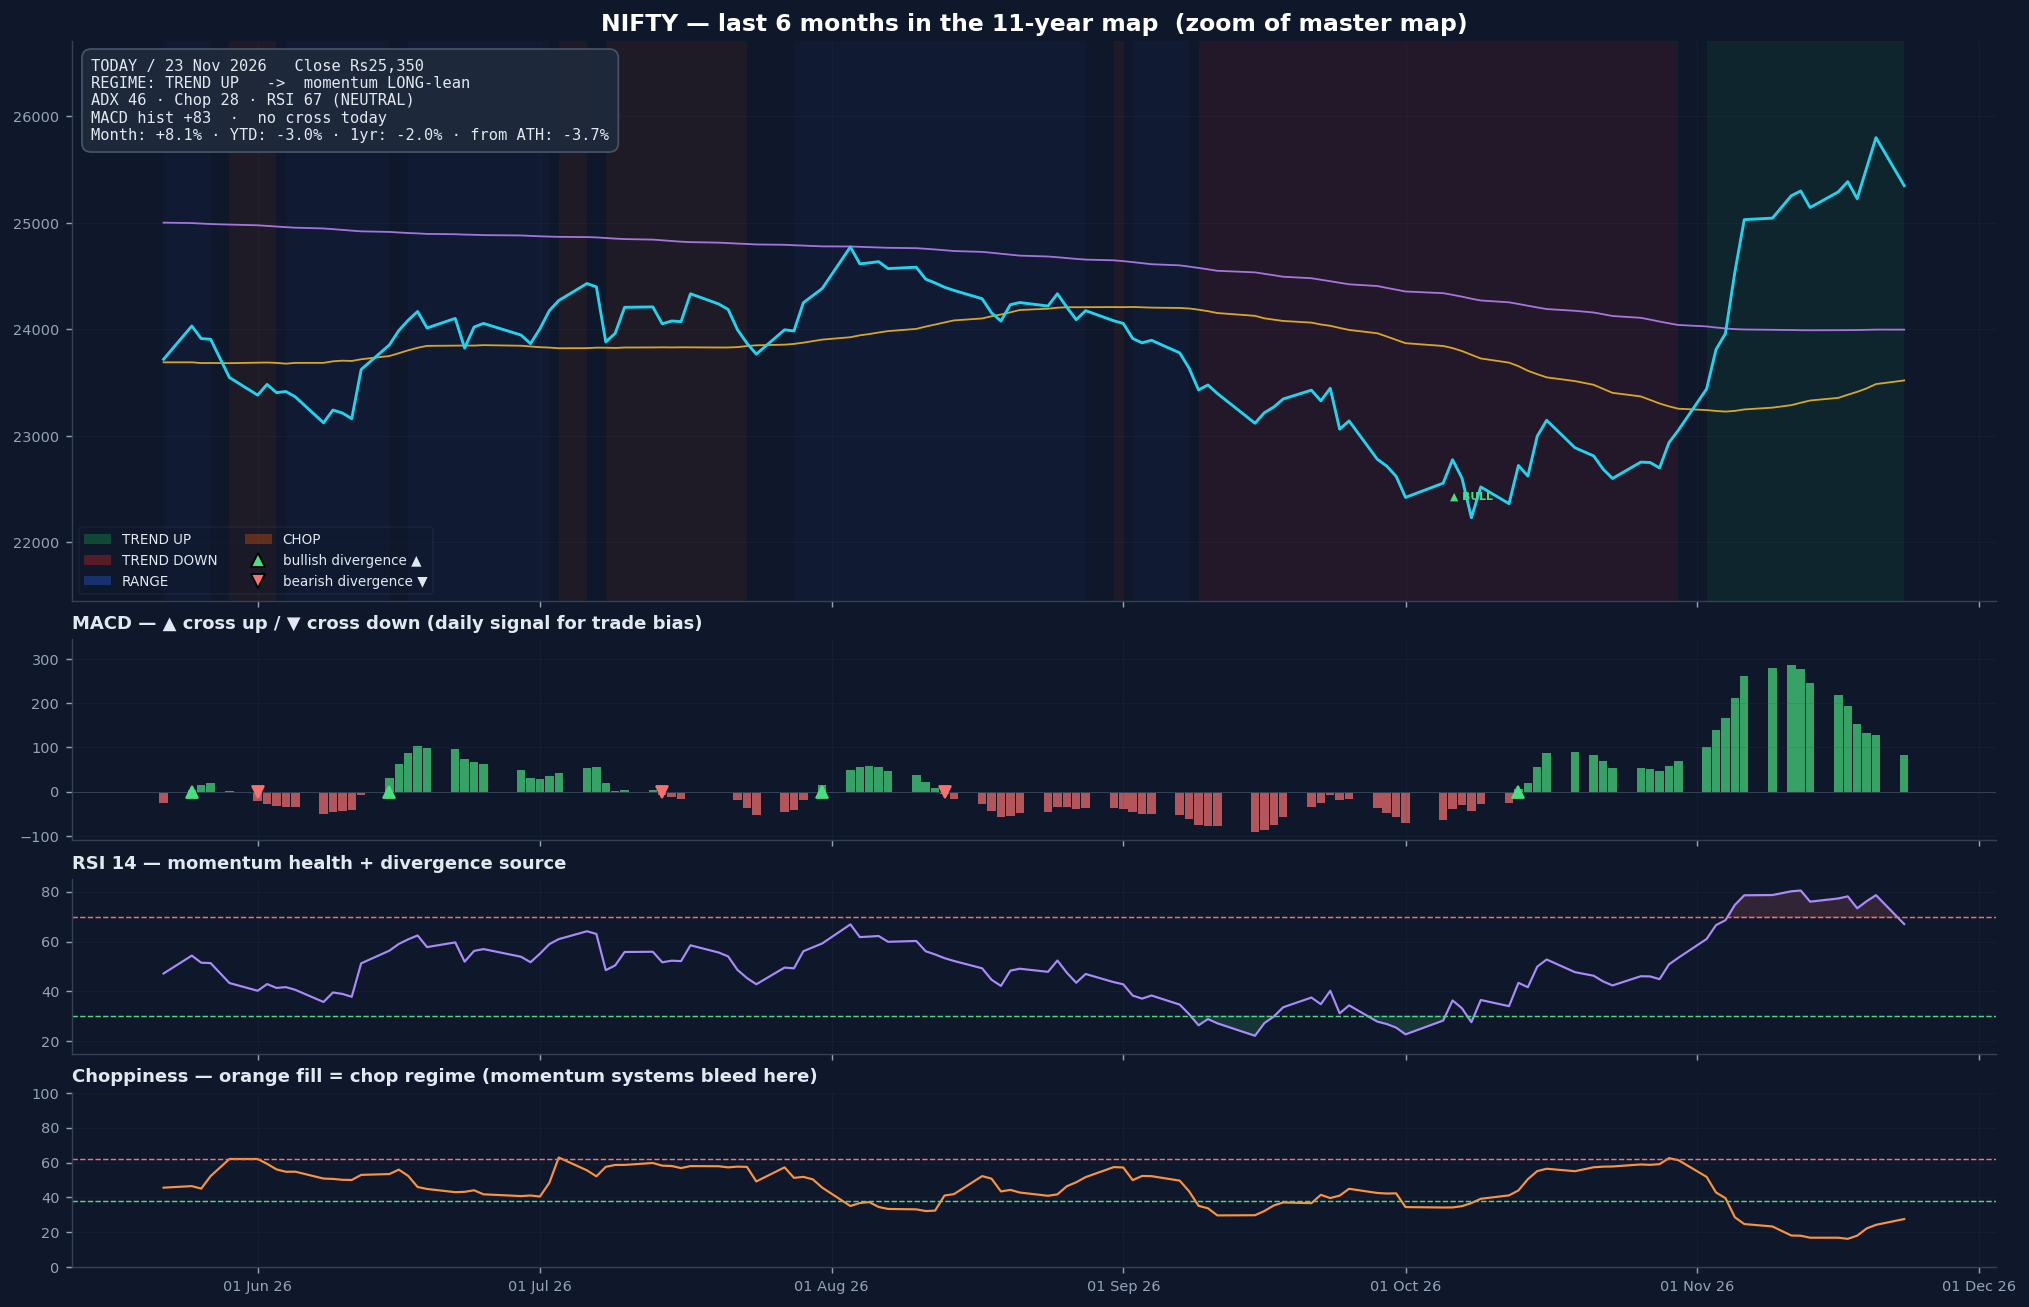 NIFTY — last 6 months in the 11-year map  (zoom of master map)
TODAY / 23 Nov 2026   Close Rs25,350
REGIME: TREND UP   ->  momentum LONG-lean
ADX 46 · Chop 28 · RSI 67 (NEUTRAL)
MACD hist +83  ·  no cross today
Month: +8.1% · YTD: -3.0% · 1yr: -2.0% · from ATH: -3.7%
26000
25000
24000
23000
22000
▲ BULL
TREND UP
TREND DOWN
RANGE
CHOP
bullish divergence ▲
bearish divergence ▼
MACD — ▲ cross up / ▼ cross down (daily signal for trade bias)
300
200
100
0
−100
RSI 14 — momentum health + divergence source
80
60
40
20
Choppiness — orange fill = chop regime (momentum systems bleed here)
100
80
60
40
20
0
01 Jun 26
01 Jul 26
01 Aug 26
01 Sep 26
01 Oct 26
01 Nov 26
01 Dec 26